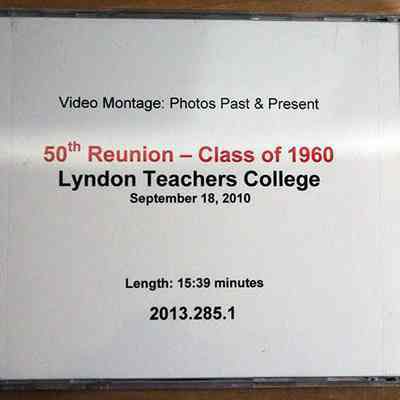 Video Montage: Photos Past & Present
50th Reunion – Class of 1960
Lyndon Teachers College
September 18, 2010
Length: 15:39 minutes
2013.285.1